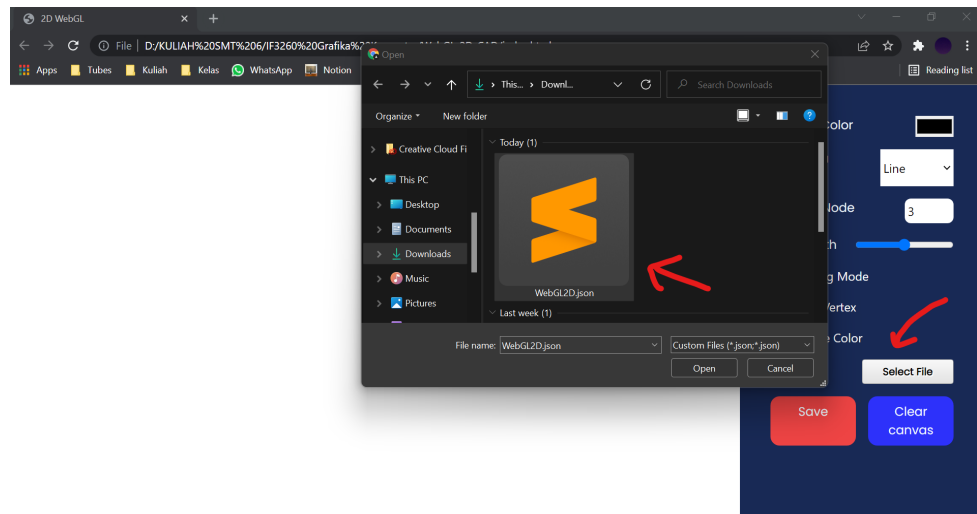 2D WebGL
File D:/KULIAH%20SMT%206/IF3260%20Grafika%
Apps Tubes Kuliah Kelas WhatsApp Notion Reading list
Open
This... Downl... Search Downloads
Organize New folder
Creative Cloud Fi
This PC
Desktop
Documents
Downloads
Music
Pictures
Today (1)
WebGL2D.json
Last week (1)
File name: WebGL2D.json Custom Files (*.json;*.json)
Open Cancel
Color
Line
Node 3
g Mode
Vertex
Color
Select File
Save Clear
canvas